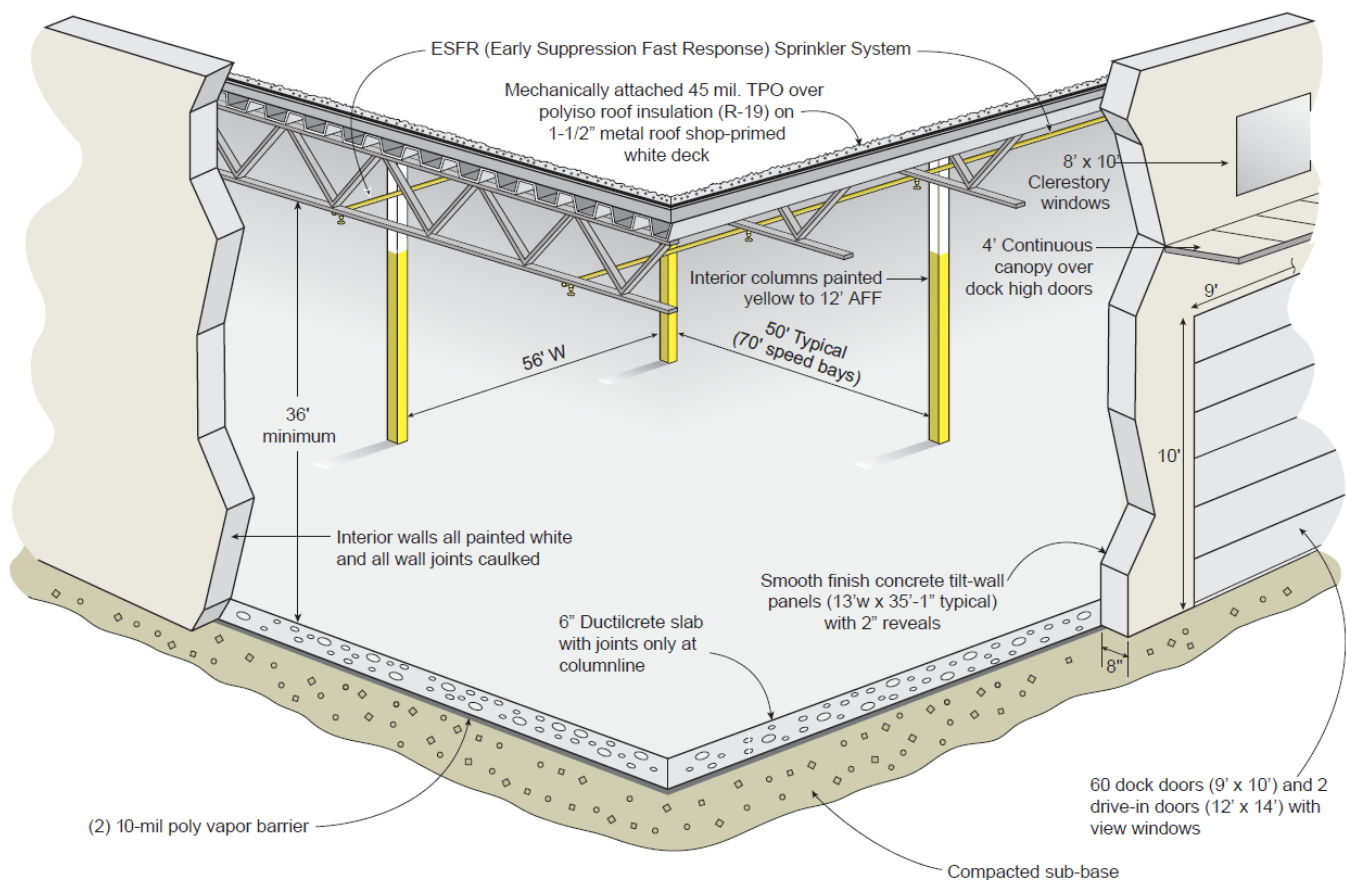 ESFR (Early Suppression Fast Response) Sprinkler System
Mechanically attached 45 mil. TPO over
polyiso roof insulation (R-19) on
1-1/2” metal roof shop-primed
white deck
8’ x 10’
Clerestory
windows
4’ Continuous
canopy over
dock high doors
Interior columns painted
yellow to 12’ AFF
9'
56' W
50' Typical
(70' speed bays)
36'
minimum
10'
Interior walls all painted white
and all wall joints caulked
Smooth finish concrete tilt-wall
panels (13’w x 35’-1” typical)
with 2” reveals
6” Ductilcrete slab
with joints only at
columnline
8"
60 dock doors (9’ x 10’) and 2
drive-in doors (12’ x 14’) with
view windows
(2) 10-mil poly vapor barrier
Compacted sub-base